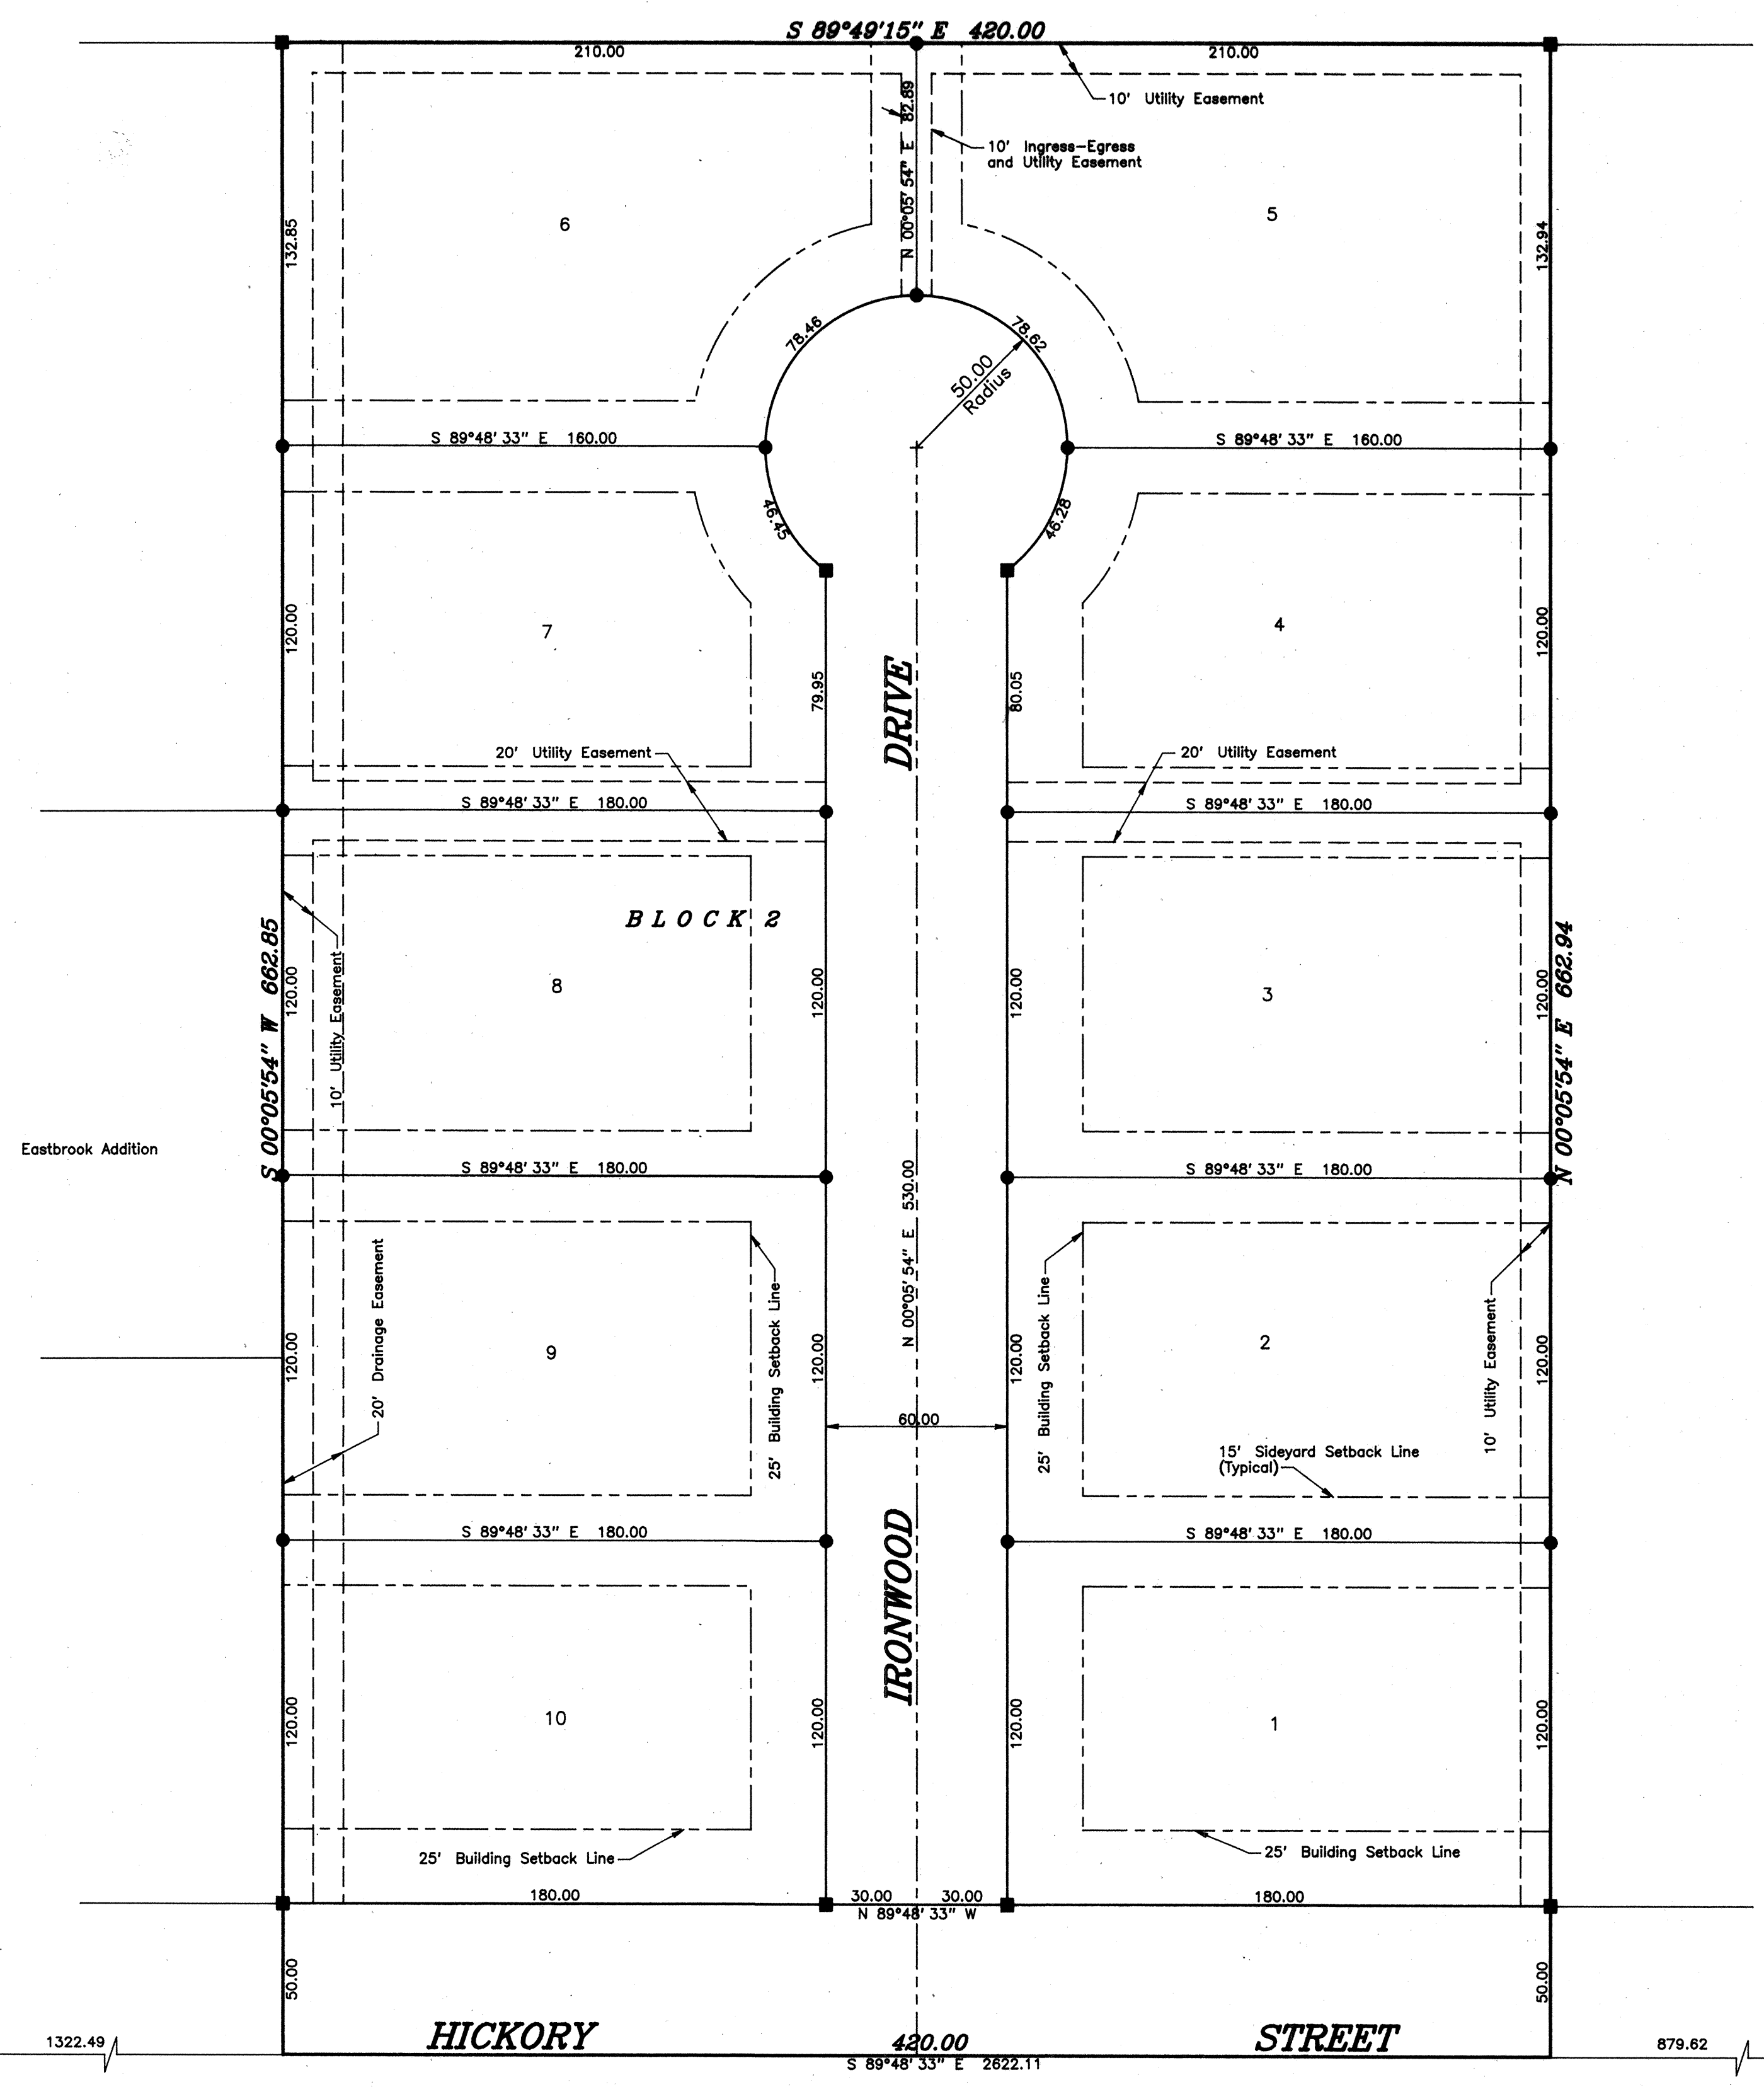 S 89°49'15" E 420.00
210.00
210.00
10' Utility Easement
N 00°05'54" E 82.89
10' Ingress-Egress
and Utility Easement
6
5
132.85
132.94
78.46
78.62
50.00
Radius
S 89°48'33" E 160.00
S 89°48'33" E 160.00
46.45
46.28
7
4
120.00
120.00
79.95
80.05
DRIVE
20' Utility Easement
20' Utility Easement
S 89°48'33" E 180.00
S 89°48'33" E 180.00
BLOCK 2
S 00°05'54" W 662.85
N 00°05'54" E 662.94
10' Utility Easement
8
3
120.00
120.00
120.00
120.00
Eastbrook Addition
S 89°48'33" E 180.00
S 89°48'33" E 180.00
N 00°05'54" E 530.00
20' Drainage Easement
25' Building Setback Line
25' Building Setback Line
10' Utility Easement
9
2
120.00
120.00
120.00
120.00
60.00
15' Sideyard Setback Line
(Typical)
S 89°48'33" E 180.00
S 89°48'33" E 180.00
IRONWOOD
10
1
120.00
120.00
120.00
120.00
25' Building Setback Line
25' Building Setback Line
180.00
30.00
30.00
180.00
N 89°48'33" W
50.00
50.00
HICKORY
STREET
1322.49
420.00
879.62
S 89°48'33" E 2622.11